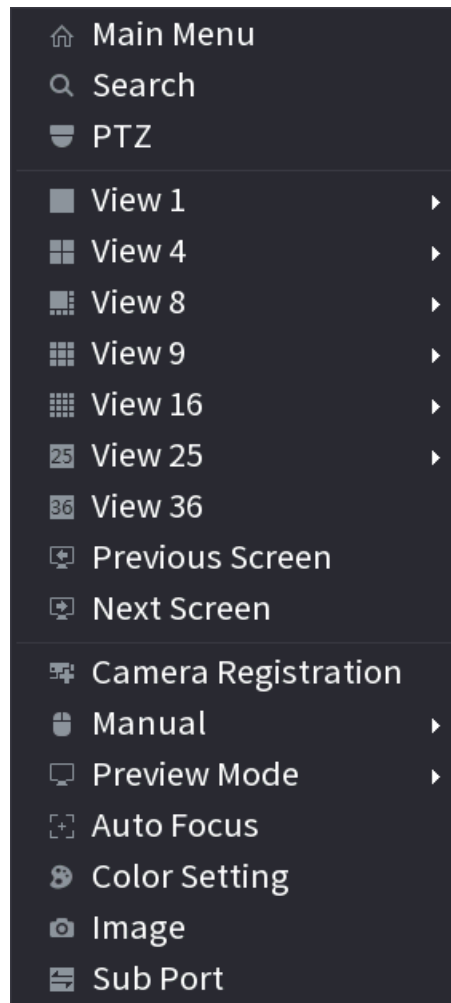 Main Menu
Search
PTZ
View 1
View 4
View 8
View 9
View 16
25 View 25
36 View 36
Previous Screen
Next Screen
Camera Registration
Manual
Preview Mode
Auto Focus
Color Setting
Image
Sub Port